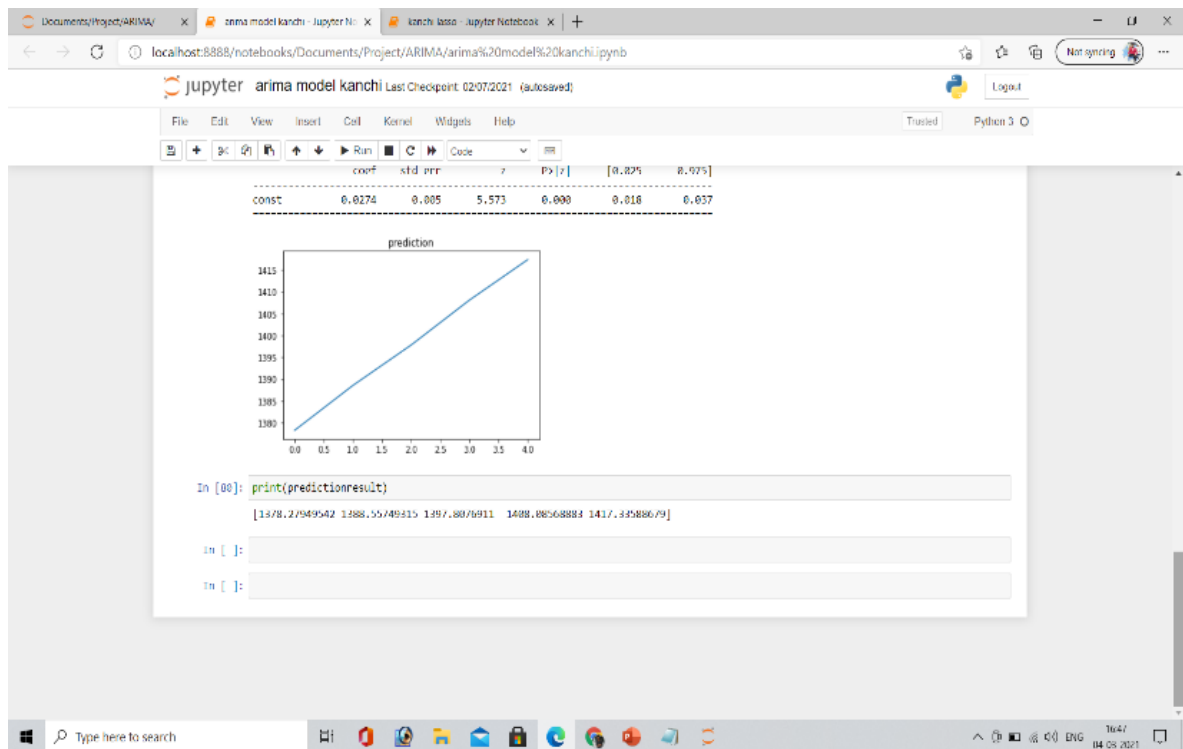 Documents/Project/ARIMA/
arima model kanchi - Jupyter No
kanchi lasso - Jupyter Notebook
localhost:8888/notebooks/Documents/Project/ARIMA/arima%20model%20kanchi.ipynb
Not syncing
jupyter arima model kanchi Last Checkpoint: 02/07/2021 (autosaved)
Logout
File Edit View Insert Cell Kernel Widgets Help
Trusted Python 3
Run Code
coef std err z P>|z| [0.025 0.975]
const 0.0274 0.005 5.573 0.000 0.018 0.037
prediction
1415
1410
1405
1400
1395
1390
1385
1380
0.0 0.5 1.0 1.5 2.0 2.5 3.0 3.5 4.0
In [80]: print(predictionresult)
[1378.27949542 1388.55749315 1397.8076911 1408.08568883 1417.33588679]
In [ ]:
In [ ]:
Type here to search
ENG
16:47
04-03-2021